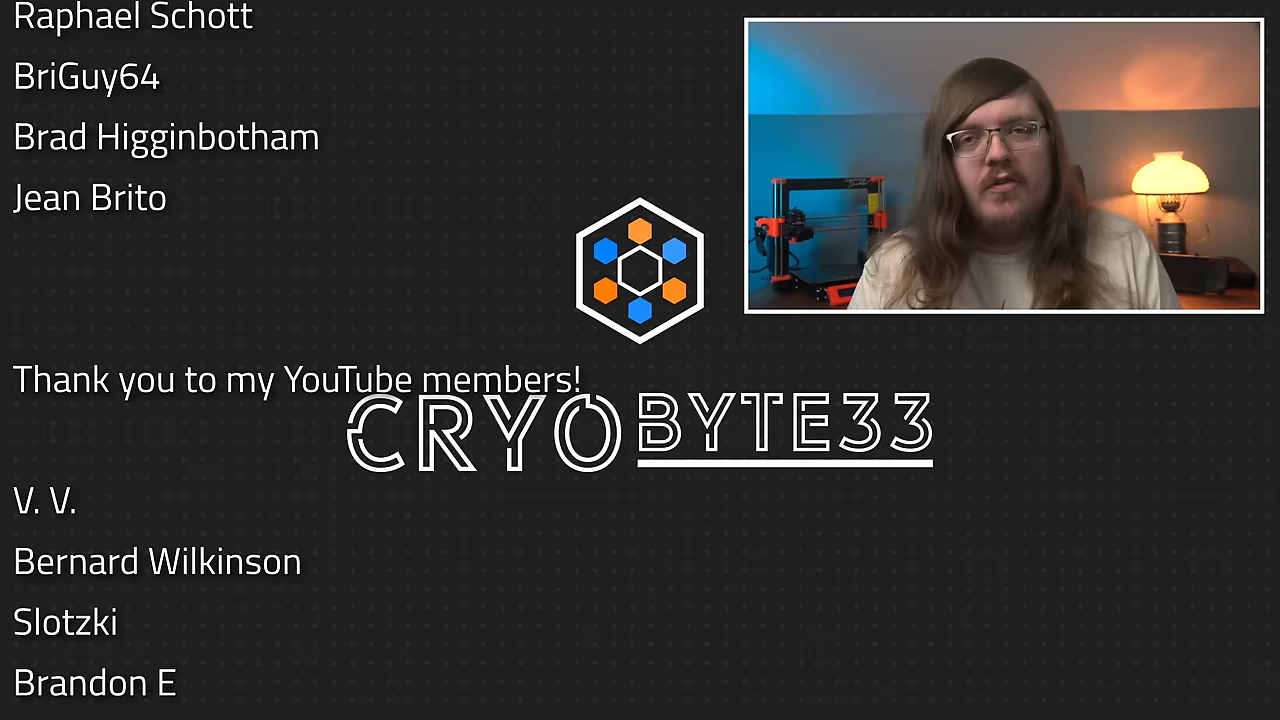 Raphael Schott
BriGuy64
Brad Higginbotham
Jean Brito
Thank you to my YouTube members!
CRYOBYTE33
V. V.
Bernard Wilkinson
Slotzki
Brandon E